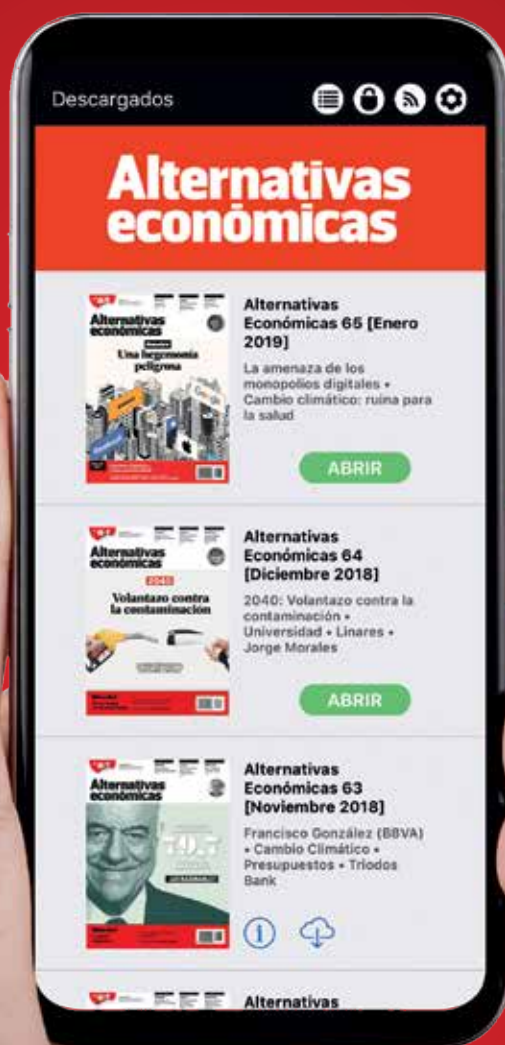 Descargados
Alternativas
económicas
Alternativas
económicas
Una hegemonía
peligrosa
Google
Alternativas
Económicas 65 [Enero
2019]
La amenaza de los
monopolios digitales •
Cambio climático: ruina para
la salud
ABRIR
Alternativas
económicas
2040
Volantazo contra
la contaminación
Alternativas
Económicas 64
[Diciembre 2018]
2040: Volantazo contra la
contaminación •
Universidad • Linares •
Jorge Morales
ABRIR
Alternativas
económicas
79,7
Alternativas
Económicas 63
[Noviembre 2018]
Francisco González (BBVA)
• Cambio Climático •
Presupuestos • Triodos
Bank
Alternativas